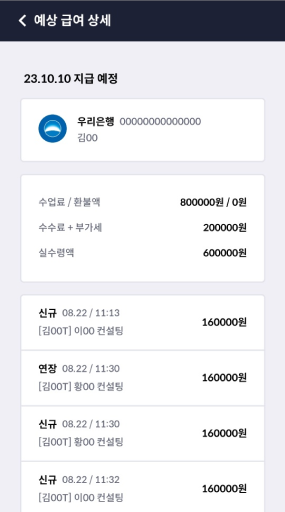 예상 급여 상세
23.10.10 지급 예정
우리은행 00000000000000
김00
수업료 / 환불액 800000원 / 0원
수수료 + 부가세 200000원
실수령액 600000원
신규 08.22 / 11:13
160000원
[김00T] 이00 컨설팅
연장 08.22 / 11:30
160000원
[김00T] 황00 컨설팅
신규 08.22 / 11:30
160000원
[김00T] 황00 컨설팅
신규 08.22 / 11:32
160000원
[김00T] 이00 컨설팅